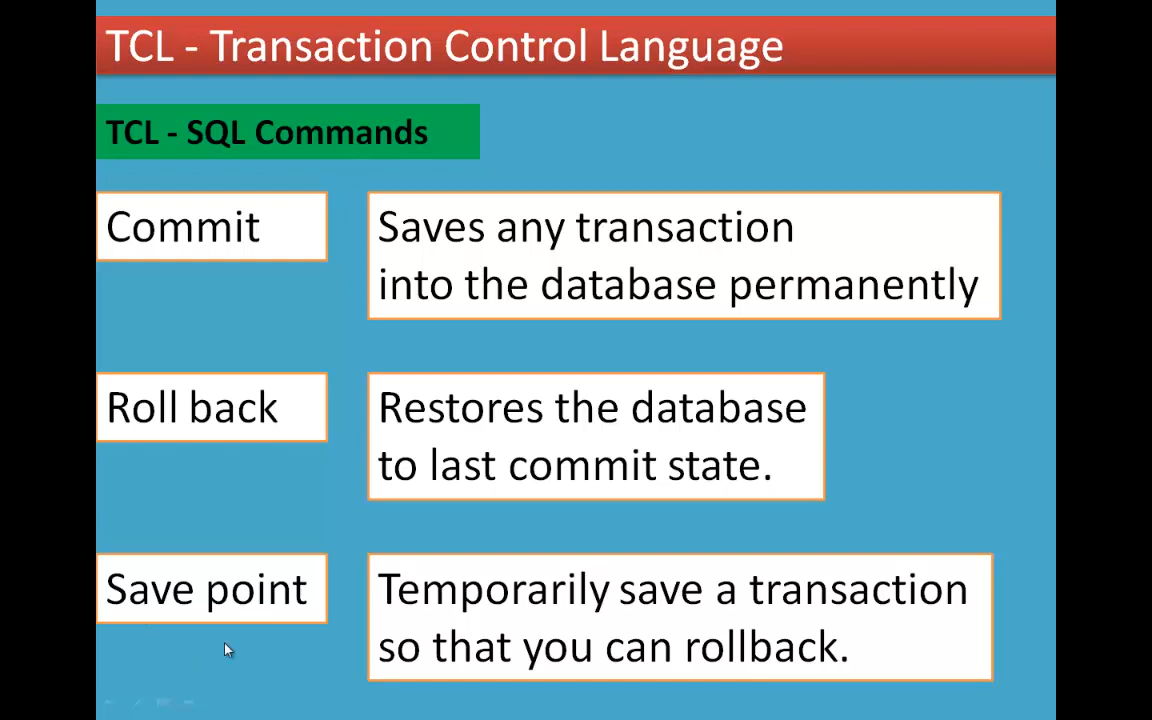 TCL - Transaction Control Language
TCL - SQL Commands
Commit
Saves any transaction
into the database permanently
Roll back
Restores the database
to last commit state.
Save point
Temporarily save a transaction
so that you can rollback.